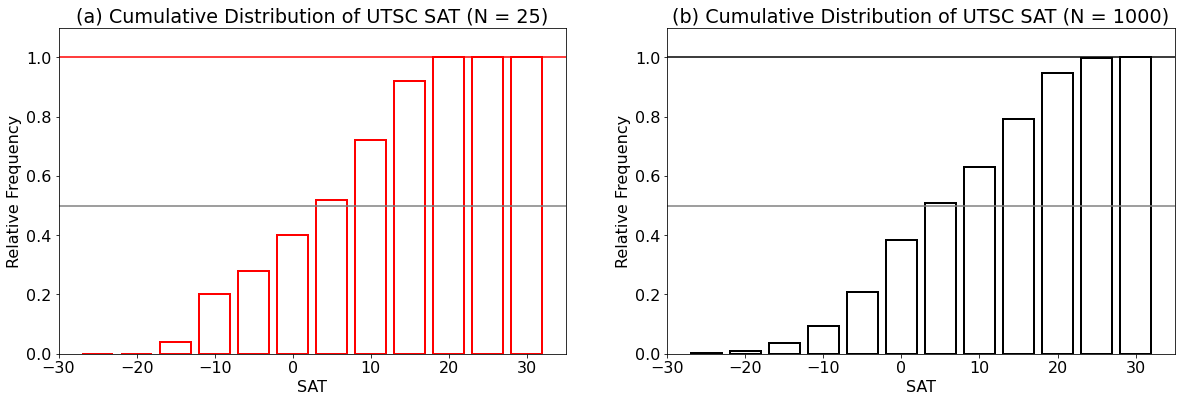 (a) Cumulative Distribution of UTSC SAT (N = 25)
1.0
0.8
0.6
0.4
0.2
0.0
Relative Frequency
−30 −20 −10 0 10 20 30
SAT
(b) Cumulative Distribution of UTSC SAT (N = 1000)
1.0
0.8
0.6
0.4
0.2
0.0
Relative Frequency
−30 −20 −10 0 10 20 30
SAT